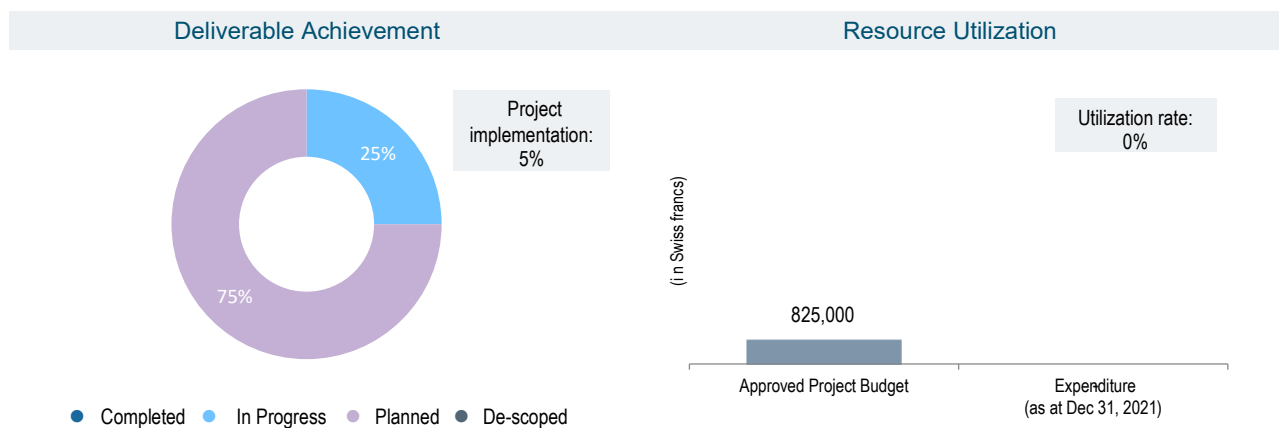 Deliverable Achievement
Resource Utilization
Project
implementation:
5%
25%
75%
Completed
In Progress
Planned
De-scoped
Utilization rate:
0%
(i n Swiss francs)
825,000
-
Approved Project Budget
Expenditure
(as at Dec 31, 2021)